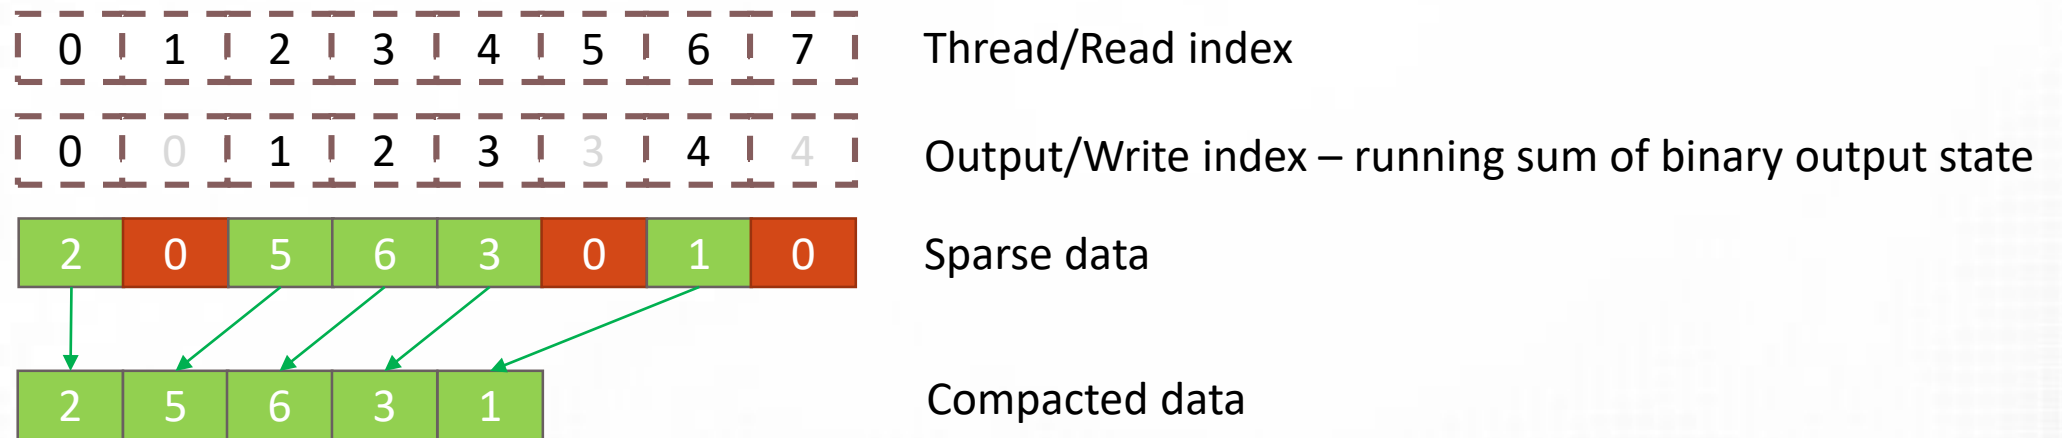 0 1 2 3 4 5 6 7 Thread/Read index
0 0 1 2 3 3 4 4 Output/Write index – running sum of binary output state
2 0 5 6 3 0 1 0 Sparse data
2 5 6 3 1 Compacted data